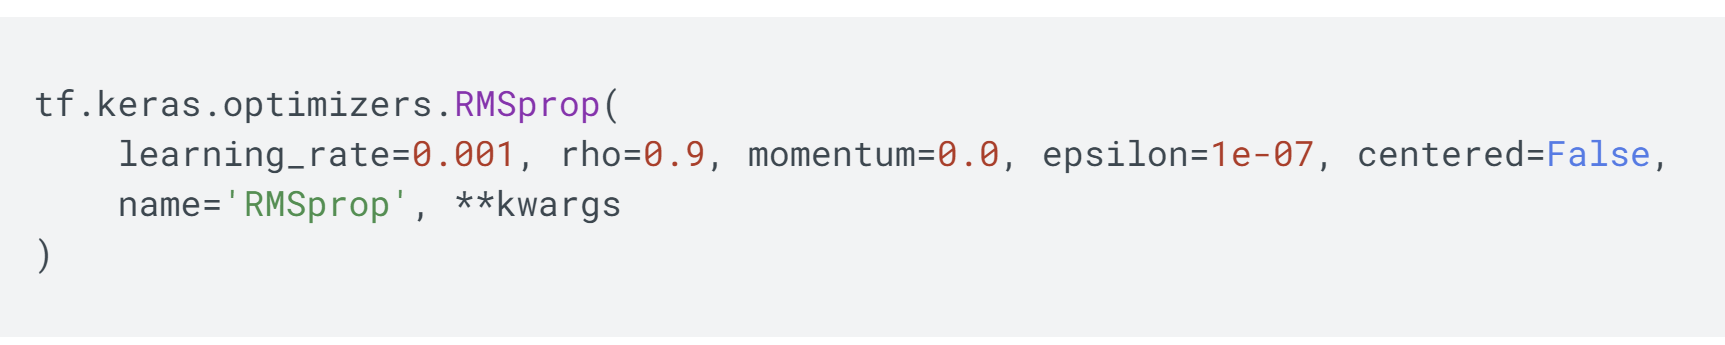 tf.keras.optimizers.RMSprop(
    learning_rate=0.001, rho=0.9, momentum=0.0, epsilon=1e-07, centered=False,
    name='RMSprop', **kwargs
)